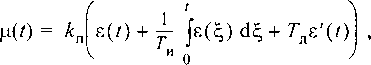 μ(t) = k_п(ε(t) + 1/T_и ∫_0^t ε(ξ) dξ + T_д ε′(t)) ,